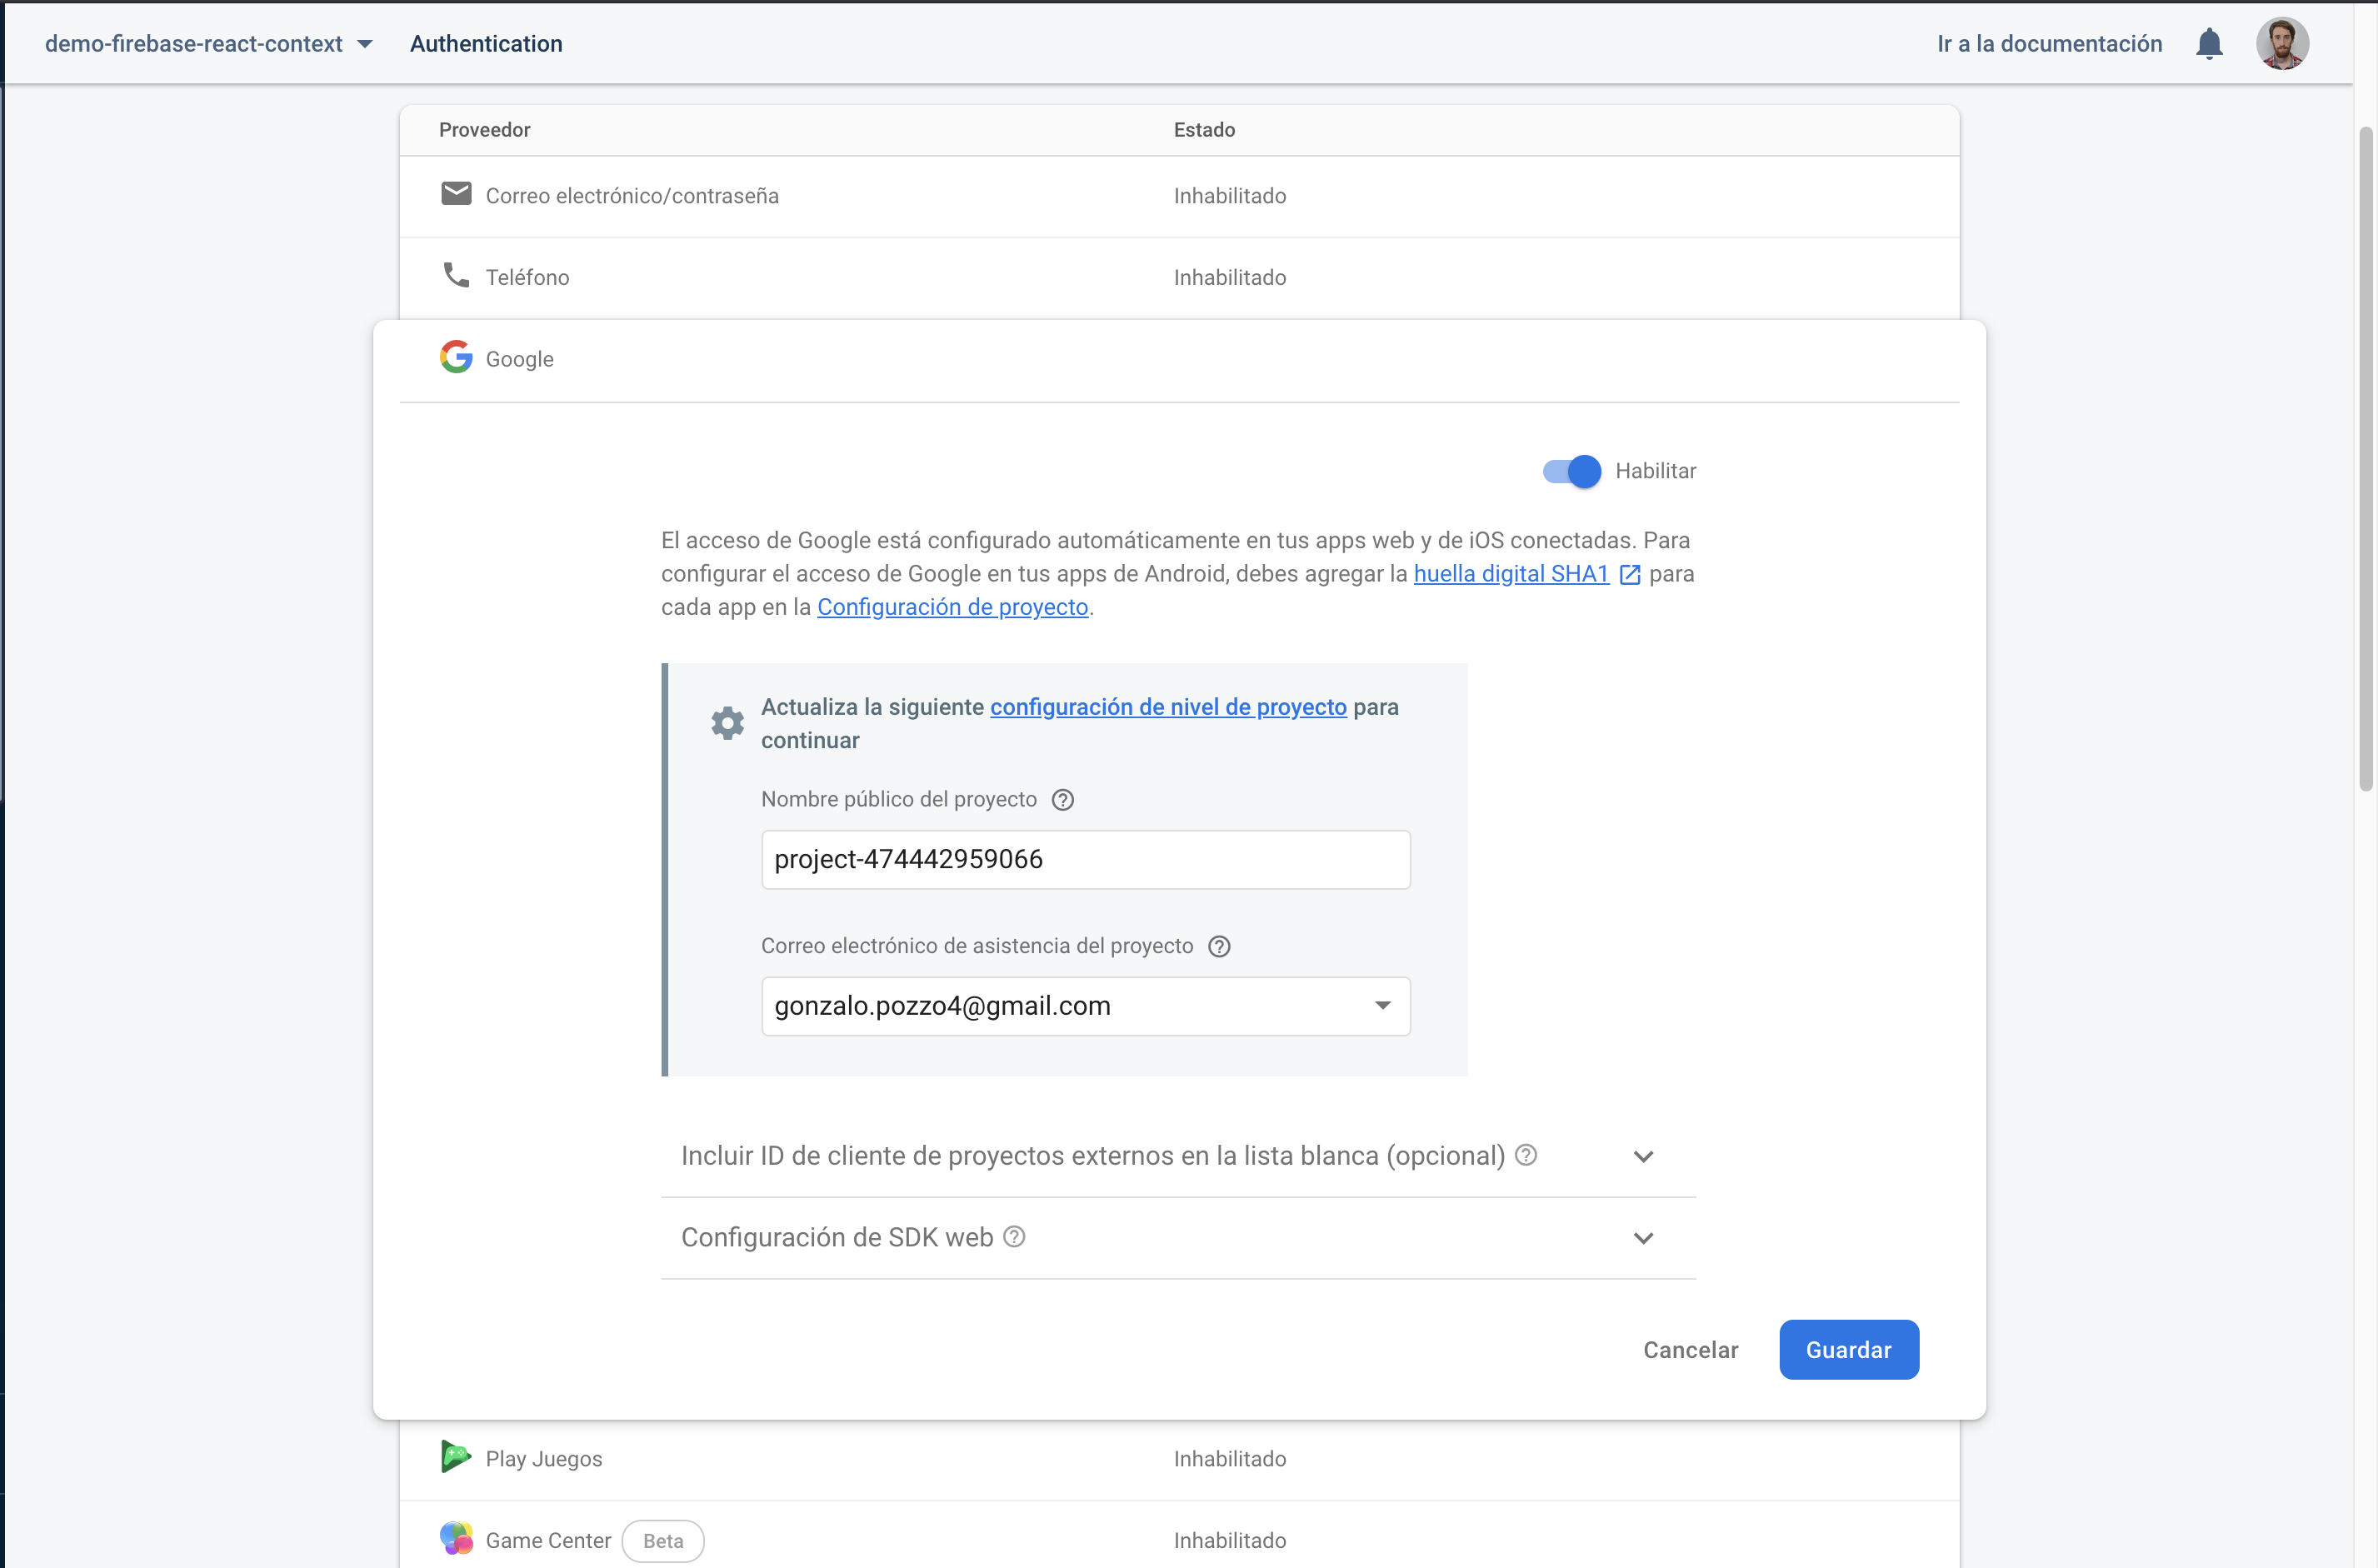 demo-firebase-react-context
Authentication
Ir a la documentación
Proveedor
Estado
Correo electrónico/contraseña
Inhabilitado
Teléfono
Inhabilitado
Google
Habilitar
El acceso de Google está configurado automáticamente en tus apps web y de iOS conectadas. Para
configurar el acceso de Google en tus apps de Android, debes agregar la huella digital SHA1 para
cada app en la Configuración de proyecto.
Actualiza la siguiente configuración de nivel de proyecto para
continuar
Nombre público del proyecto
project-474442959066
Correo electrónico de asistencia del proyecto
gonzalo.pozzo4@gmail.com
Incluir ID de cliente de proyectos externos en la lista blanca (opcional)
Configuración de SDK web
Cancelar
Guardar
Play Juegos
Inhabilitado
Game Center
Beta
Inhabilitado